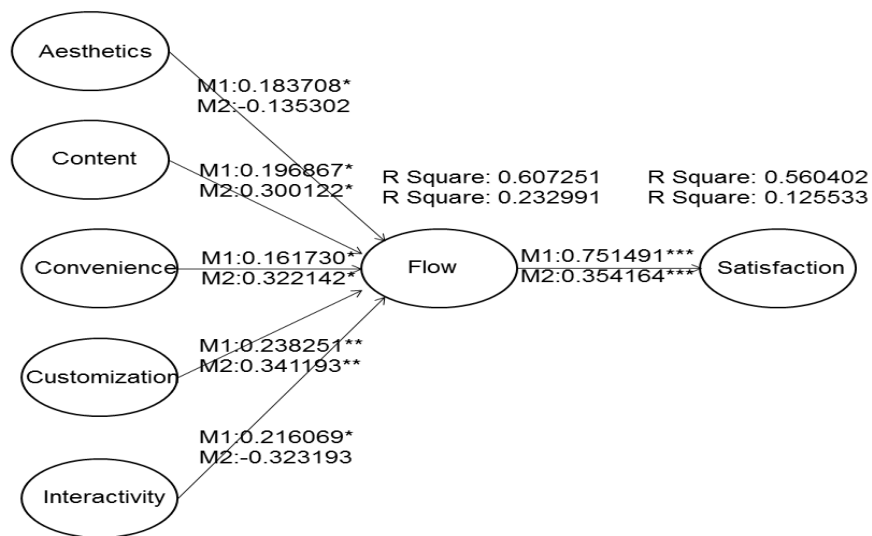 Aesthetics
M1:0.183708*
M2:-0.135302
Content
M1:0.196867*
M2:0.300122*
R Square: 0.607251
R Square: 0.232991
R Square: 0.560402
R Square: 0.125533
Convenience
M1:0.161730*
M2:0.322142*
Flow
M1:0.751491***
M2:0.354164***
Satisfaction
Customization
M1:0.238251**
M2:0.341193**
Interactivity
M1:0.216069*
M2:-0.323193